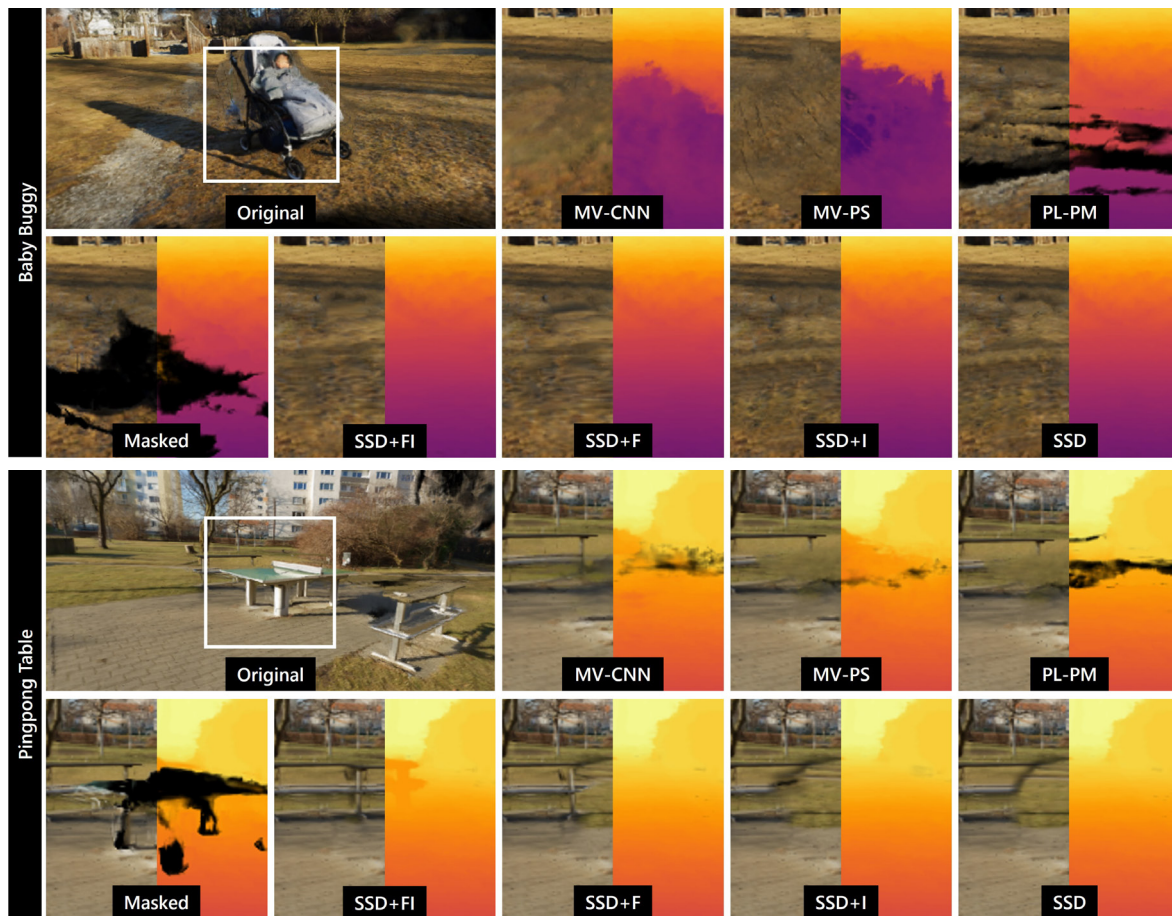 Baby Buggy
Original
MV-CNN
MV-PS
PL-PM
Masked
SSD+FI
SSD+F
SSD+I
SSD
Pingpong Table
Original
MV-CNN
MV-PS
PL-PM
Masked
SSD+FI
SSD+F
SSD+I
SSD